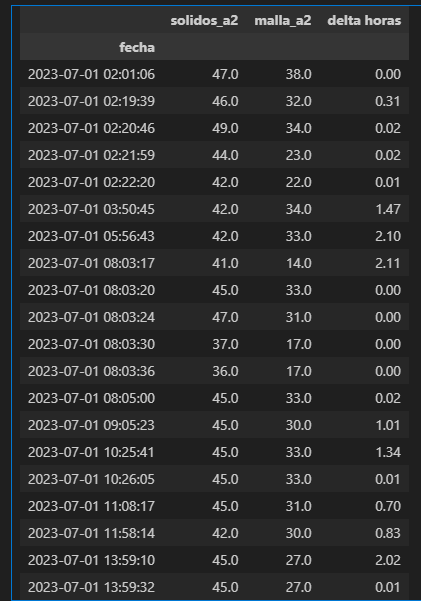 solidos_a2 malla_a2 delta horas
fecha
2023-07-01 02:01:06 47.0 38.0 0.00
2023-07-01 02:19:39 46.0 32.0 0.31
2023-07-01 02:20:46 49.0 34.0 0.02
2023-07-01 02:21:59 44.0 23.0 0.02
2023-07-01 02:22:20 42.0 22.0 0.01
2023-07-01 03:50:45 42.0 34.0 1.47
2023-07-01 05:56:43 42.0 33.0 2.10
2023-07-01 08:03:17 41.0 14.0 2.11
2023-07-01 08:03:20 45.0 33.0 0.00
2023-07-01 08:03:24 47.0 31.0 0.00
2023-07-01 08:03:30 37.0 17.0 0.00
2023-07-01 08:03:36 36.0 17.0 0.00
2023-07-01 08:05:00 45.0 33.0 0.02
2023-07-01 09:05:23 45.0 30.0 1.01
2023-07-01 10:25:41 45.0 33.0 1.34
2023-07-01 10:26:05 45.0 33.0 0.01
2023-07-01 11:08:17 45.0 31.0 0.70
2023-07-01 11:58:14 42.0 30.0 0.83
2023-07-01 13:59:10 45.0 27.0 2.02
2023-07-01 13:59:32 45.0 27.0 0.01